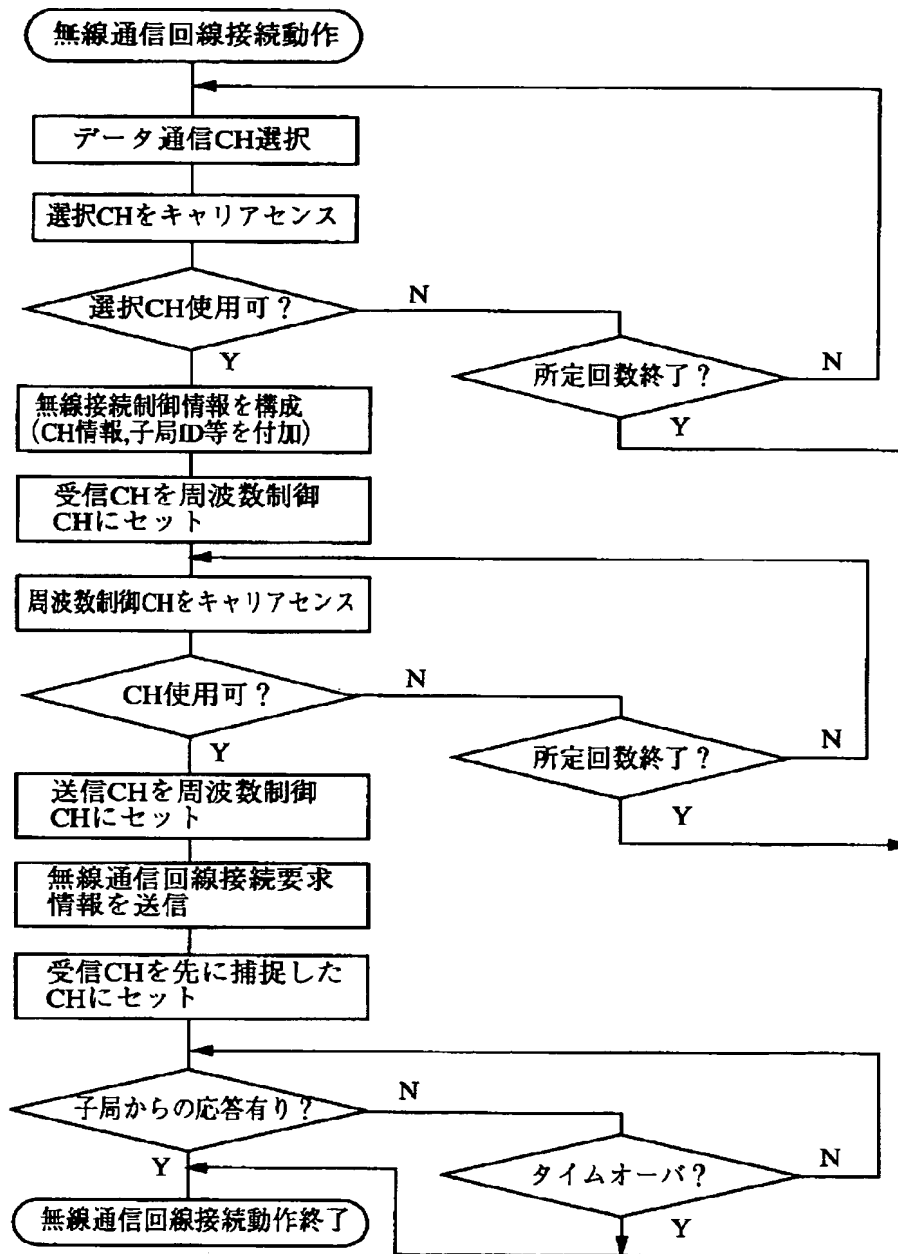 無線通信回線接続動作
データ通信CH選択
選択CHをキャリアセンス
選択CH使用可？
N
Y
所定回数終了？
N
Y
無線接続制御情報を構成
(CH情報,子局ID等を付加)
受信CHを周波数制御
CHにセット
周波数制御CHをキャリアセンス
CH使用可？
N
Y
所定回数終了？
N
Y
送信CHを周波数制御
CHにセット
無線通信回線接続要求
情報を送信
受信CHを先に捕捉した
CHにセット
子局からの応答有り？
N
Y
タイムオーバ？
N
Y
無線通信回線接続動作終了